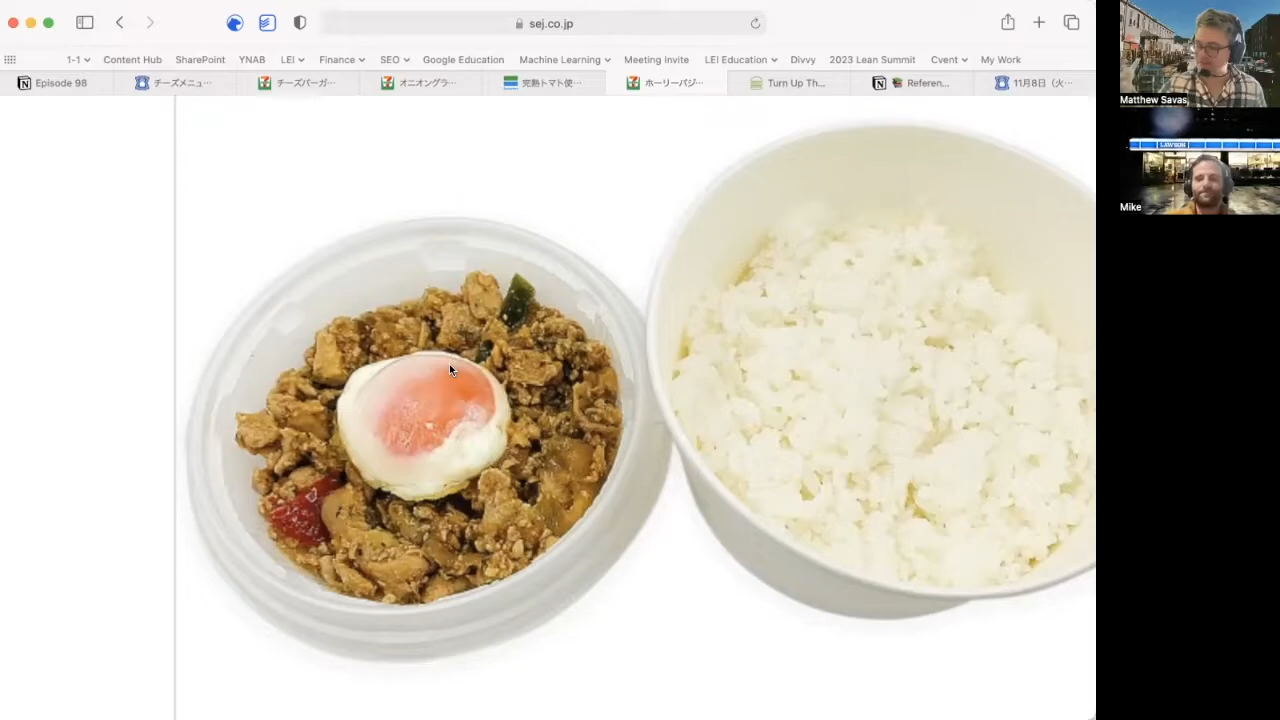 sej.co.jp
1-1 Content Hub SharePoint YNAB LEI Finance SEO Google Education Machine Learning Meeting Invite LEI Education Divvy 2023 Lean Summit Cvent My Work
Episode 98 チーズメニュ… チーズバーガ… オニオングラ… 完熟トマト使… ホーリーバジ… Turn Up Th… Referen… 11月8日（火…
Matthew Savas
LAWSON
Mike